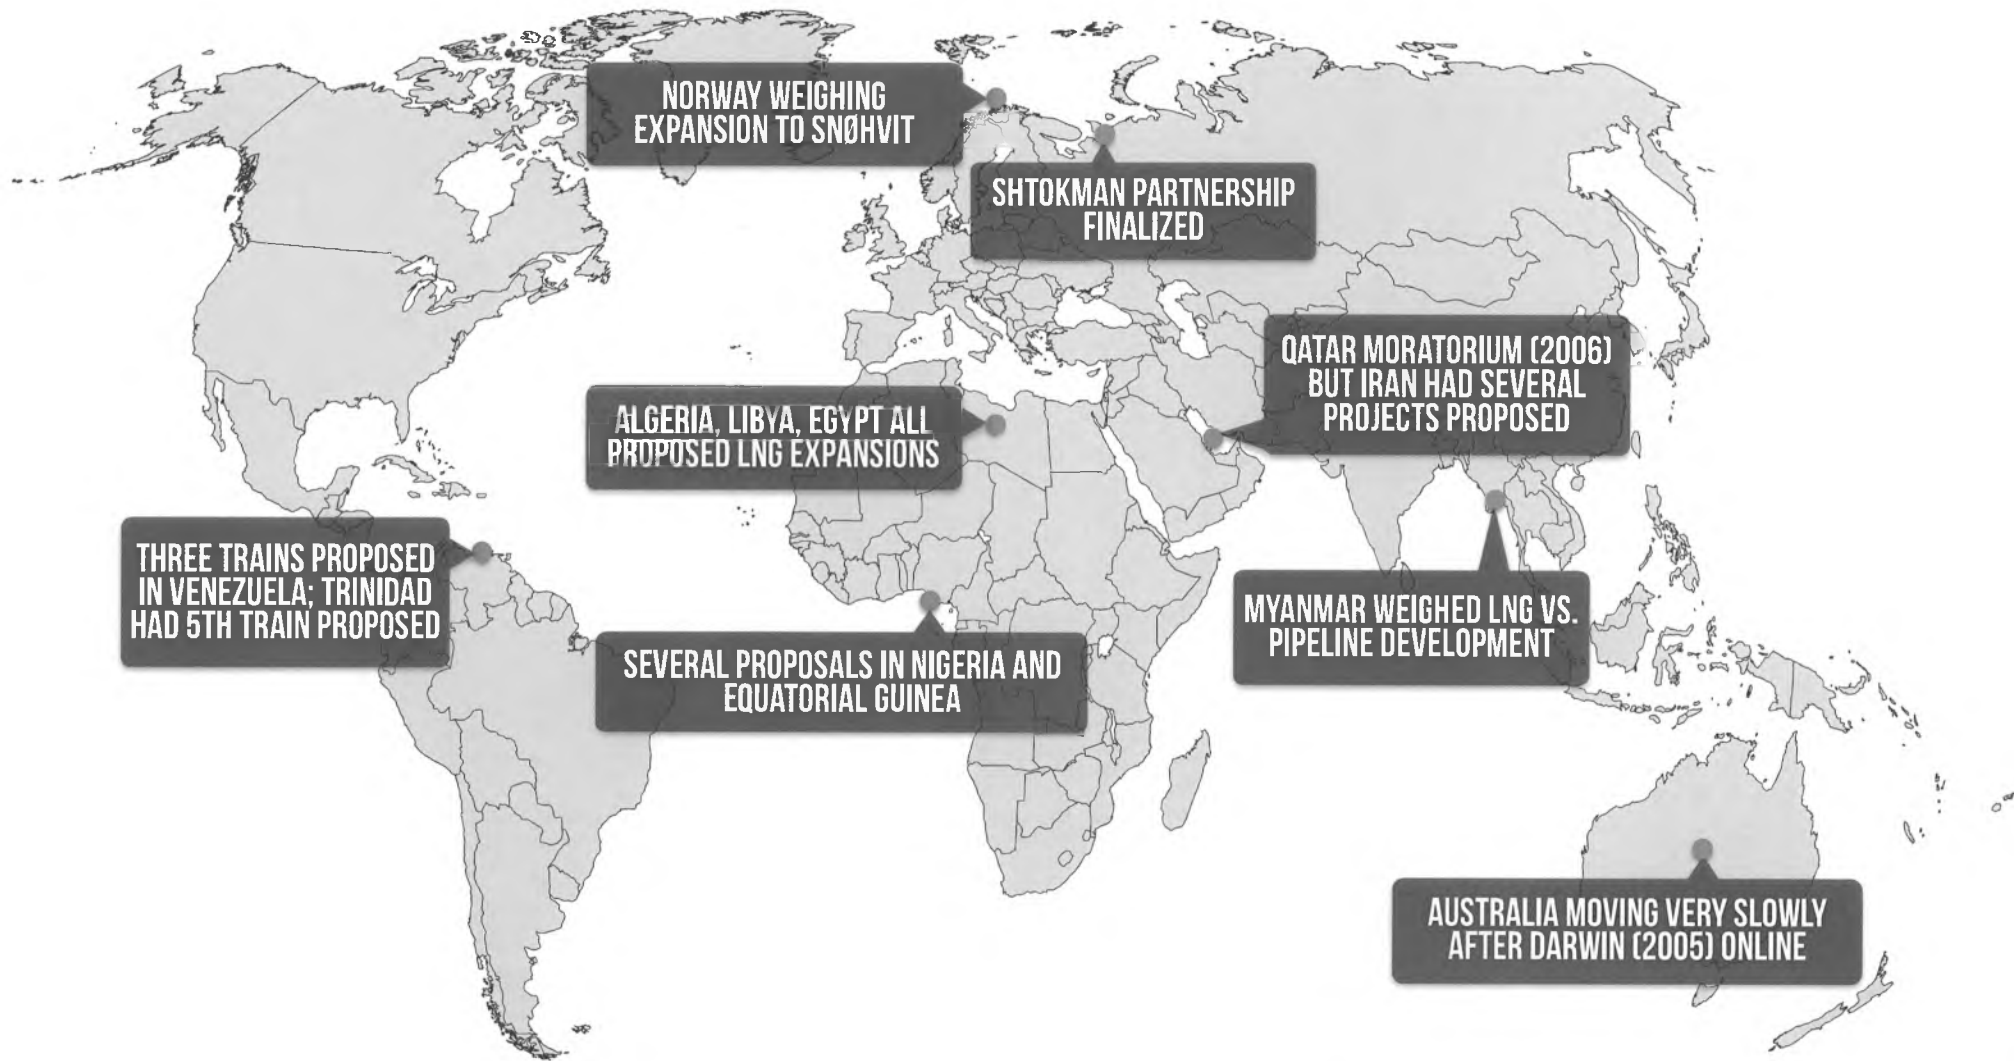 NORWAY WEIGHING
EXPANSION TO SNØHVIT
SHTOKMAN PARTNERSHIP
FINALIZED
QATAR MORATORIUM (2006)
BUT IRAN HAD SEVERAL
PROJECTS PROPOSED
ALGERIA, LIBYA, EGYPT ALL
PROPOSED LNG EXPANSIONS
THREE TRAINS PROPOSED
IN VENEZUELA; TRINIDAD
HAD 5TH TRAIN PROPOSED
MYANMAR WEIGHED LNG VS.
PIPELINE DEVELOPMENT
SEVERAL PROPOSALS IN NIGERIA AND
EQUATORIAL GUINEA
AUSTRALIA MOVING VERY SLOWLY
AFTER DARWIN (2005) ONLINE